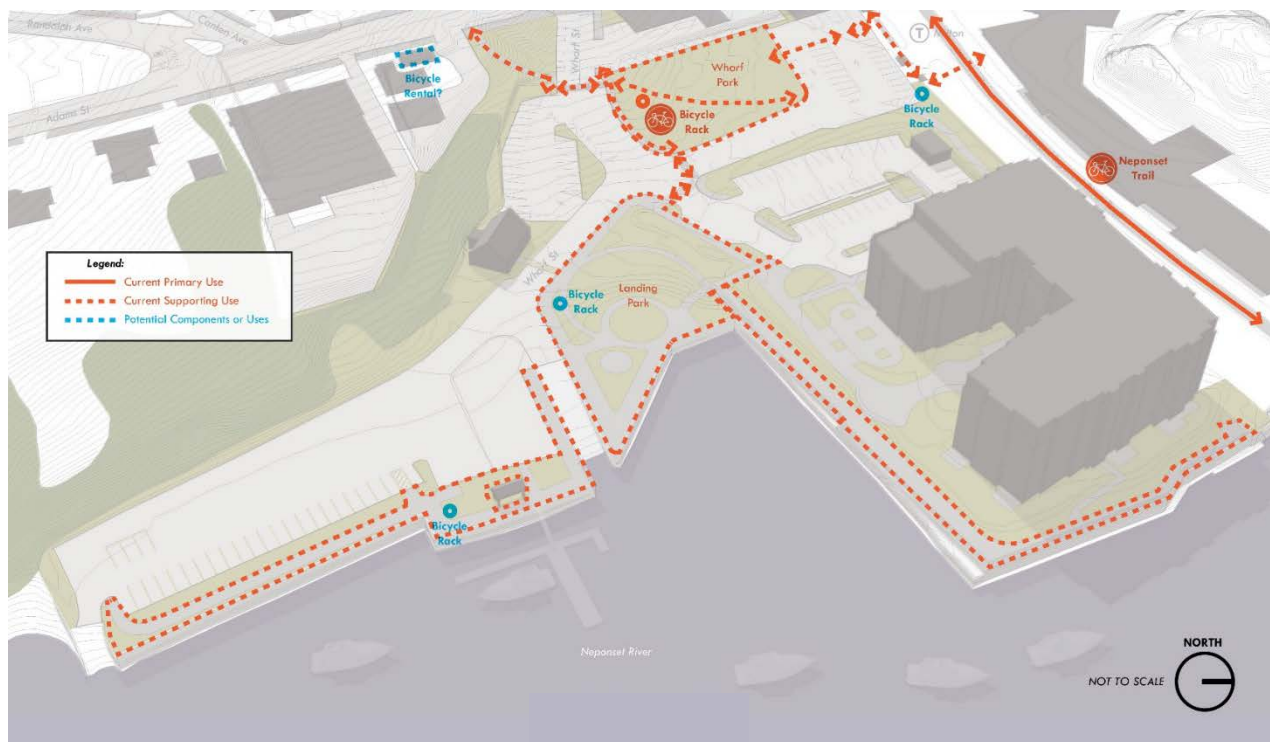 Randolph Ave
Canton Ave
Wharf St
Milton
T
Bicycle
Rental?
Wharf
Park
Adams St
Bicycle
Rack
Bicycle
Rack
Neponset
Trail
Legend:
Current Primary Use
Current Supporting Use
Potential Components or Uses
Wharf St
Bicycle
Rack
Landing
Park
Bicycle
Rack
Neponset River
NORTH
NOT TO SCALE